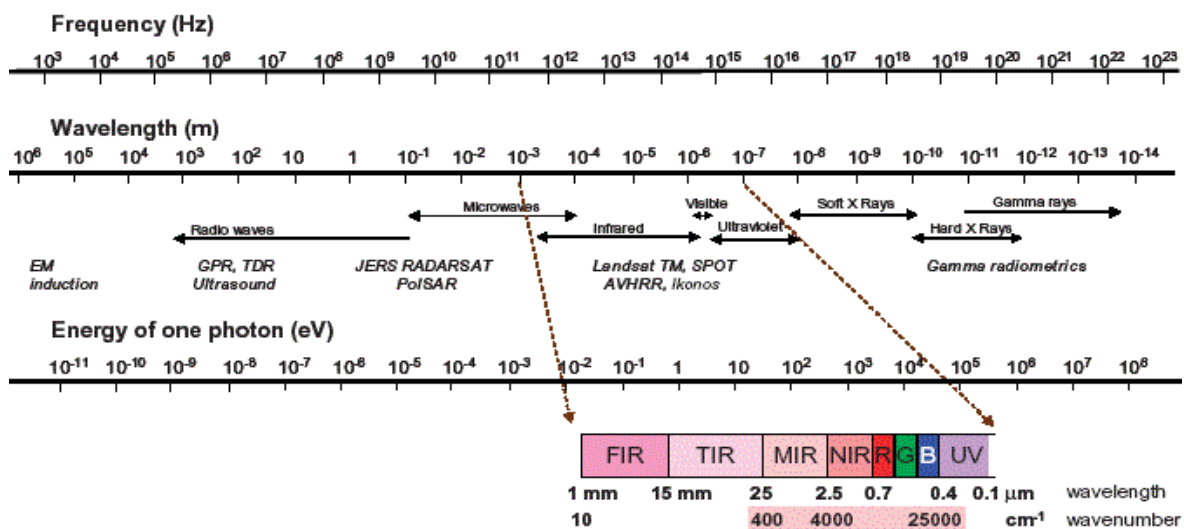 Frequency (Hz)
10³ 10⁴ 10⁵ 10⁶ 10⁷ 10⁸ 10⁹ 10¹⁰ 10¹¹ 10¹² 10¹³ 10¹⁴ 10¹⁵ 10¹⁶ 10¹⁷ 10¹⁸ 10¹⁹ 10²⁰ 10²¹ 10²² 10²³
Wavelength (m)
10⁶ 10⁵ 10⁴ 10³ 10² 10 1 10⁻¹ 10⁻² 10⁻³ 10⁻⁴ 10⁻⁵ 10⁻⁶ 10⁻⁷ 10⁻⁸ 10⁻⁹ 10⁻¹⁰ 10⁻¹¹ 10⁻¹² 10⁻¹³ 10⁻¹⁴
Microwaves Visible Soft X Rays Gamma rays
Radio waves Infrared Ultraviolet Hard X Rays
EM GPR, TDR JERS RADARSAT Landsat TM, SPOT Gamma radiometrics
induction Ultrasound PolSAR AVHRR, Ikonos
Energy of one photon (eV)
10⁻¹¹ 10⁻¹⁰ 10⁻⁹ 10⁻⁸ 10⁻⁷ 10⁻⁶ 10⁻⁵ 10⁻⁴ 10⁻³ 10⁻² 10⁻¹ 1 10 10² 10³ 10⁴ 10⁵ 10⁶ 10⁷ 10⁸
FIR TIR MIR NIR R G B UV
1 mm 15 mm 25 2.5 0.7 0.4 0.1 µm wavelength
10 400 4000 25000 cm⁻¹ wavenumber